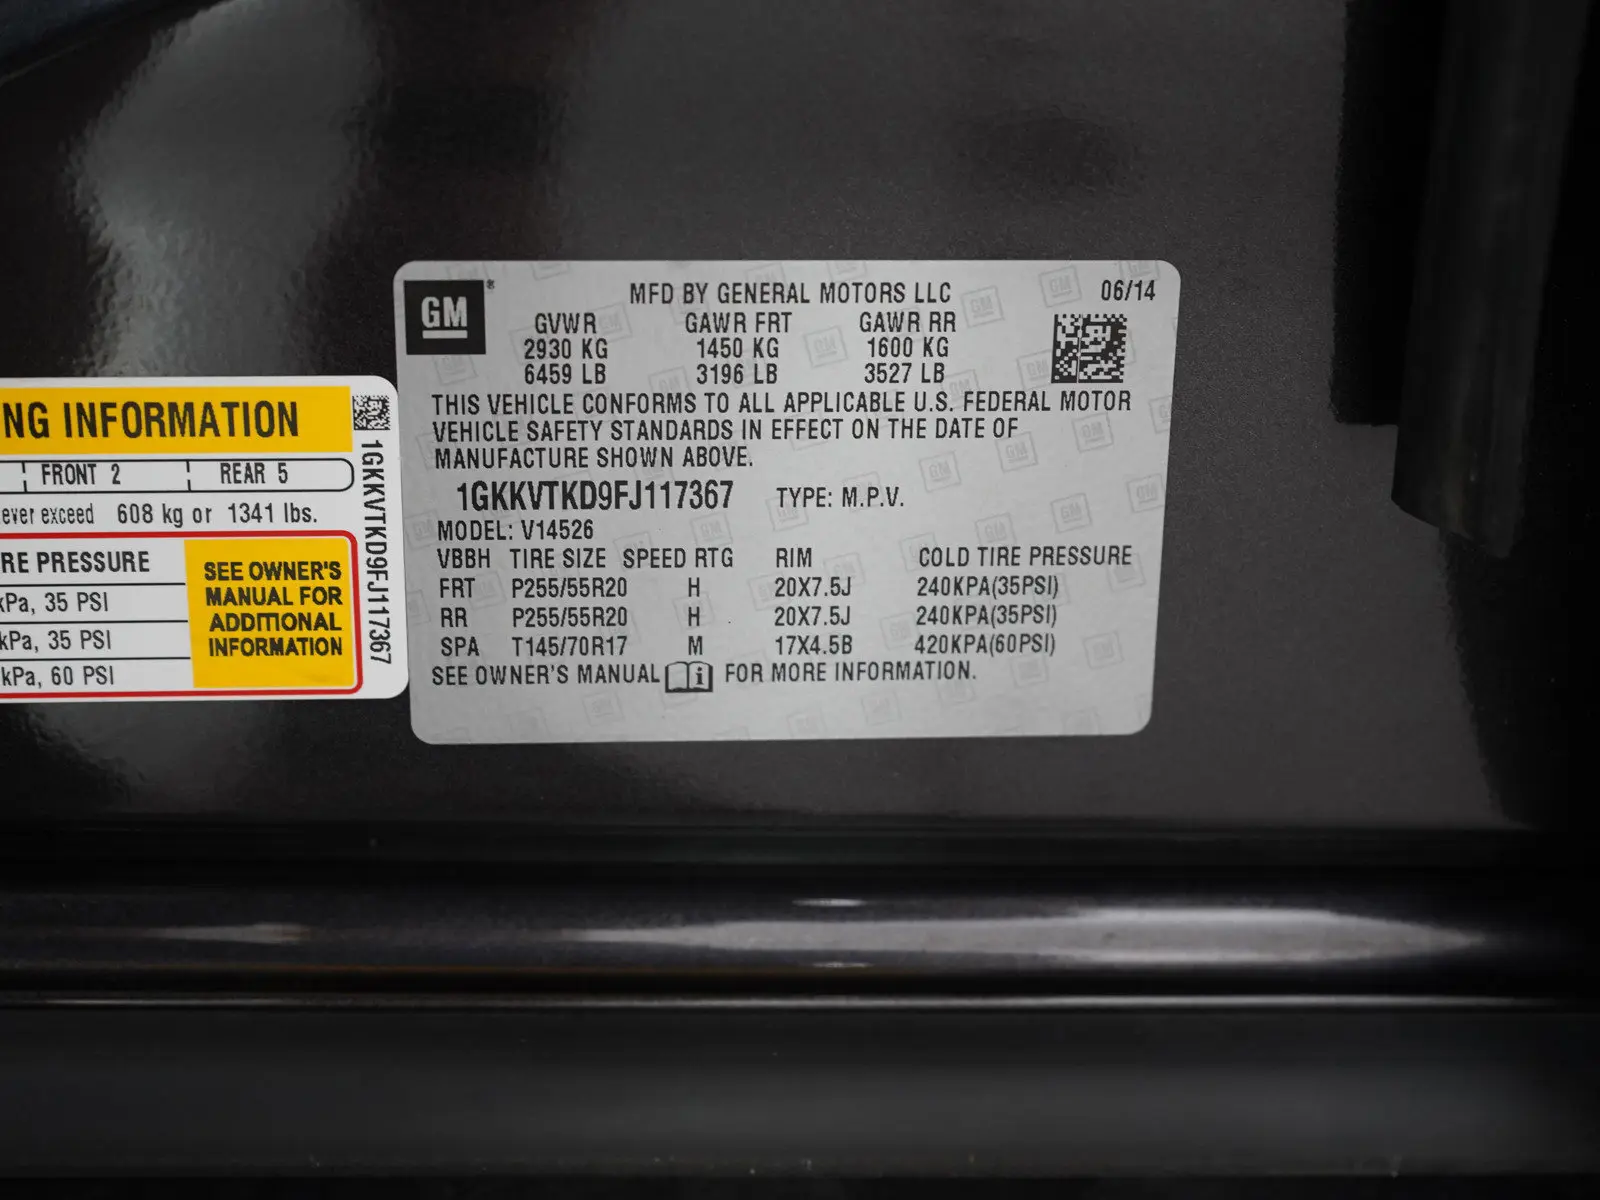 NG INFORMATION
FRONT 2 REAR 5
ever exceed 608 kg or 1341 lbs.
RE PRESSURE
kPa, 35 PSI
kPa, 35 PSI
kPa, 60 PSI
SEE OWNER'S
MANUAL FOR
ADDITIONAL
INFORMATION
1GKKVTKD9FJ117367
GM®
MFD BY GENERAL MOTORS LLC 06/14
GVWR GAWR FRT GAWR RR
2930 KG 1450 KG 1600 KG
6459 LB 3196 LB 3527 LB
THIS VEHICLE CONFORMS TO ALL APPLICABLE U.S. FEDERAL MOTOR
VEHICLE SAFETY STANDARDS IN EFFECT ON THE DATE OF
MANUFACTURE SHOWN ABOVE.
1GKKVTKD9FJ117367 TYPE: M.P.V.
MODEL: V14526
VBBH TIRE SIZE SPEED RTG RIM COLD TIRE PRESSURE
FRT P255/55R20 H 20X7.5J 240KPA(35PSI)
RR P255/55R20 H 20X7.5J 240KPA(35PSI)
SPA T145/70R17 M 17X4.5B 420KPA(60PSI)
SEE OWNER'S MANUAL i FOR MORE INFORMATION.